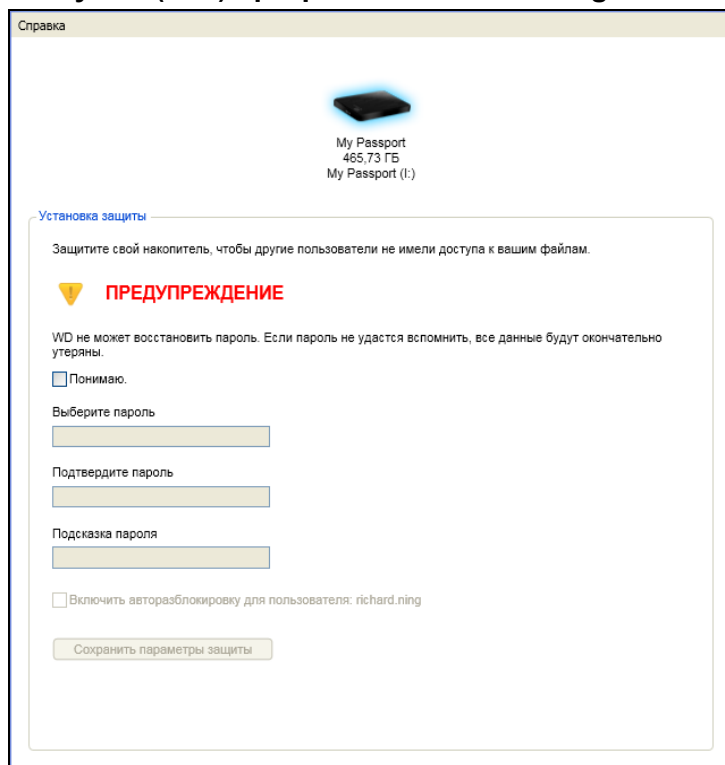 Справка
My Passport
465,73 ГБ
My Passport (I:)
Установка защиты
Защитите свой накопитель, чтобы другие пользователи не имели доступа к вашим файлам.
ПРЕДУПРЕЖДЕНИЕ
WD не может восстановить пароль. Если пароль не удастся вспомнить, все данные будут окончательно
утеряны.
Понимаю.
Выберите пароль
Подтвердите пароль
Подсказка пароля
Включить авторазблокировку для пользователя: richard.ning
Сохранить параметры защиты